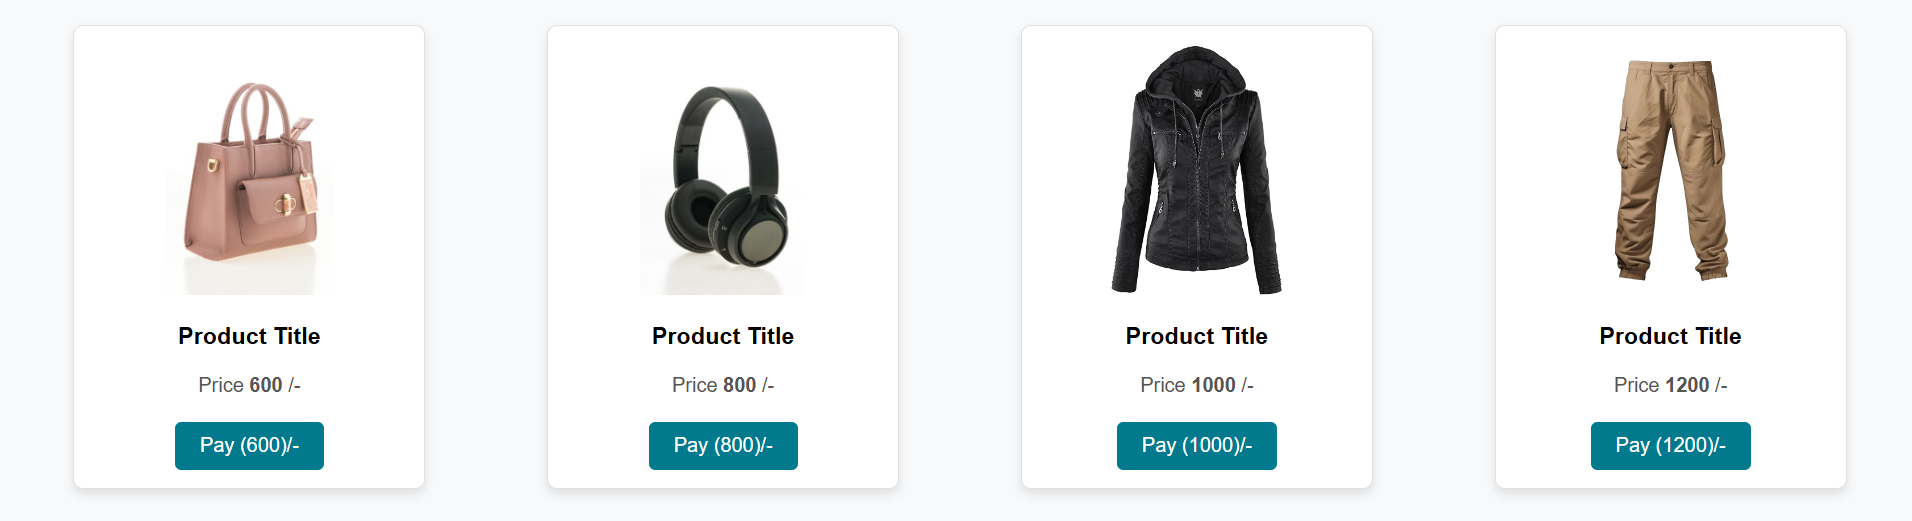 Product Title
Price 600 /-
Pay (600)/-
Product Title
Price 800 /-
Pay (800)/-
Product Title
Price 1000 /-
Pay (1000)/-
Product Title
Price 1200 /-
Pay (1200)/-